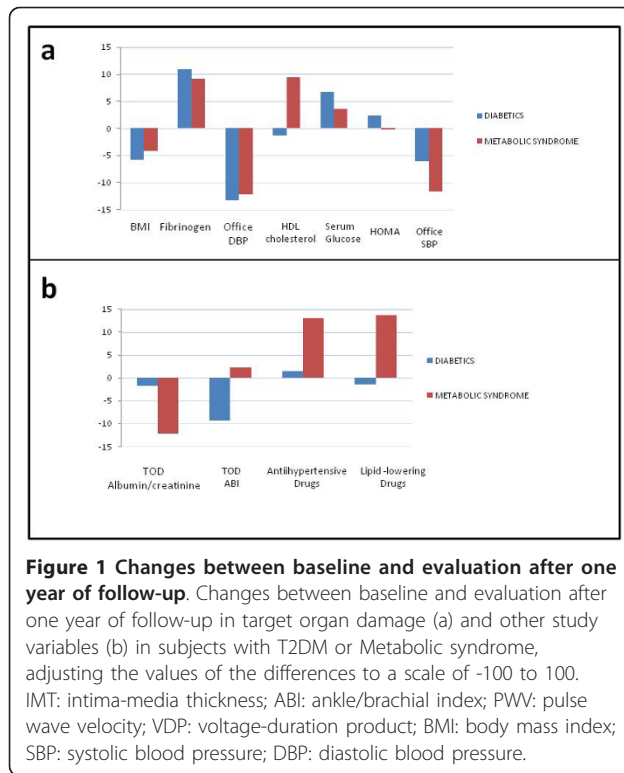 a
15
10
5
0
-5
-10
-15
BMI Fibrinogen Office DBP HDL cholesterol Serum Glucose HOMA Office SBP
DIABETICS
METABOLIC SYNDROME
b
15
10
5
0
-5
-10
-15
TOD Albumin/creatinine TOD ABI Antiihypertensive Drugs Lipid-lowering Drugs
DIABETICS
METABOLIC SYNDROME
Figure 1 Changes between baseline and evaluation after one
year of follow-up. Changes between baseline and evaluation after
one year of follow-up in target organ damage (a) and other study
variables (b) in subjects with T2DM or Metabolic syndrome,
adjusting the values of the differences to a scale of -100 to 100.
IMT: intima-media thickness; ABI: ankle/brachial index; PWV: pulse
wave velocity; VDP: voltage-duration product; BMI: body mass index;
SBP: systolic blood pressure; DBP: diastolic blood pressure.